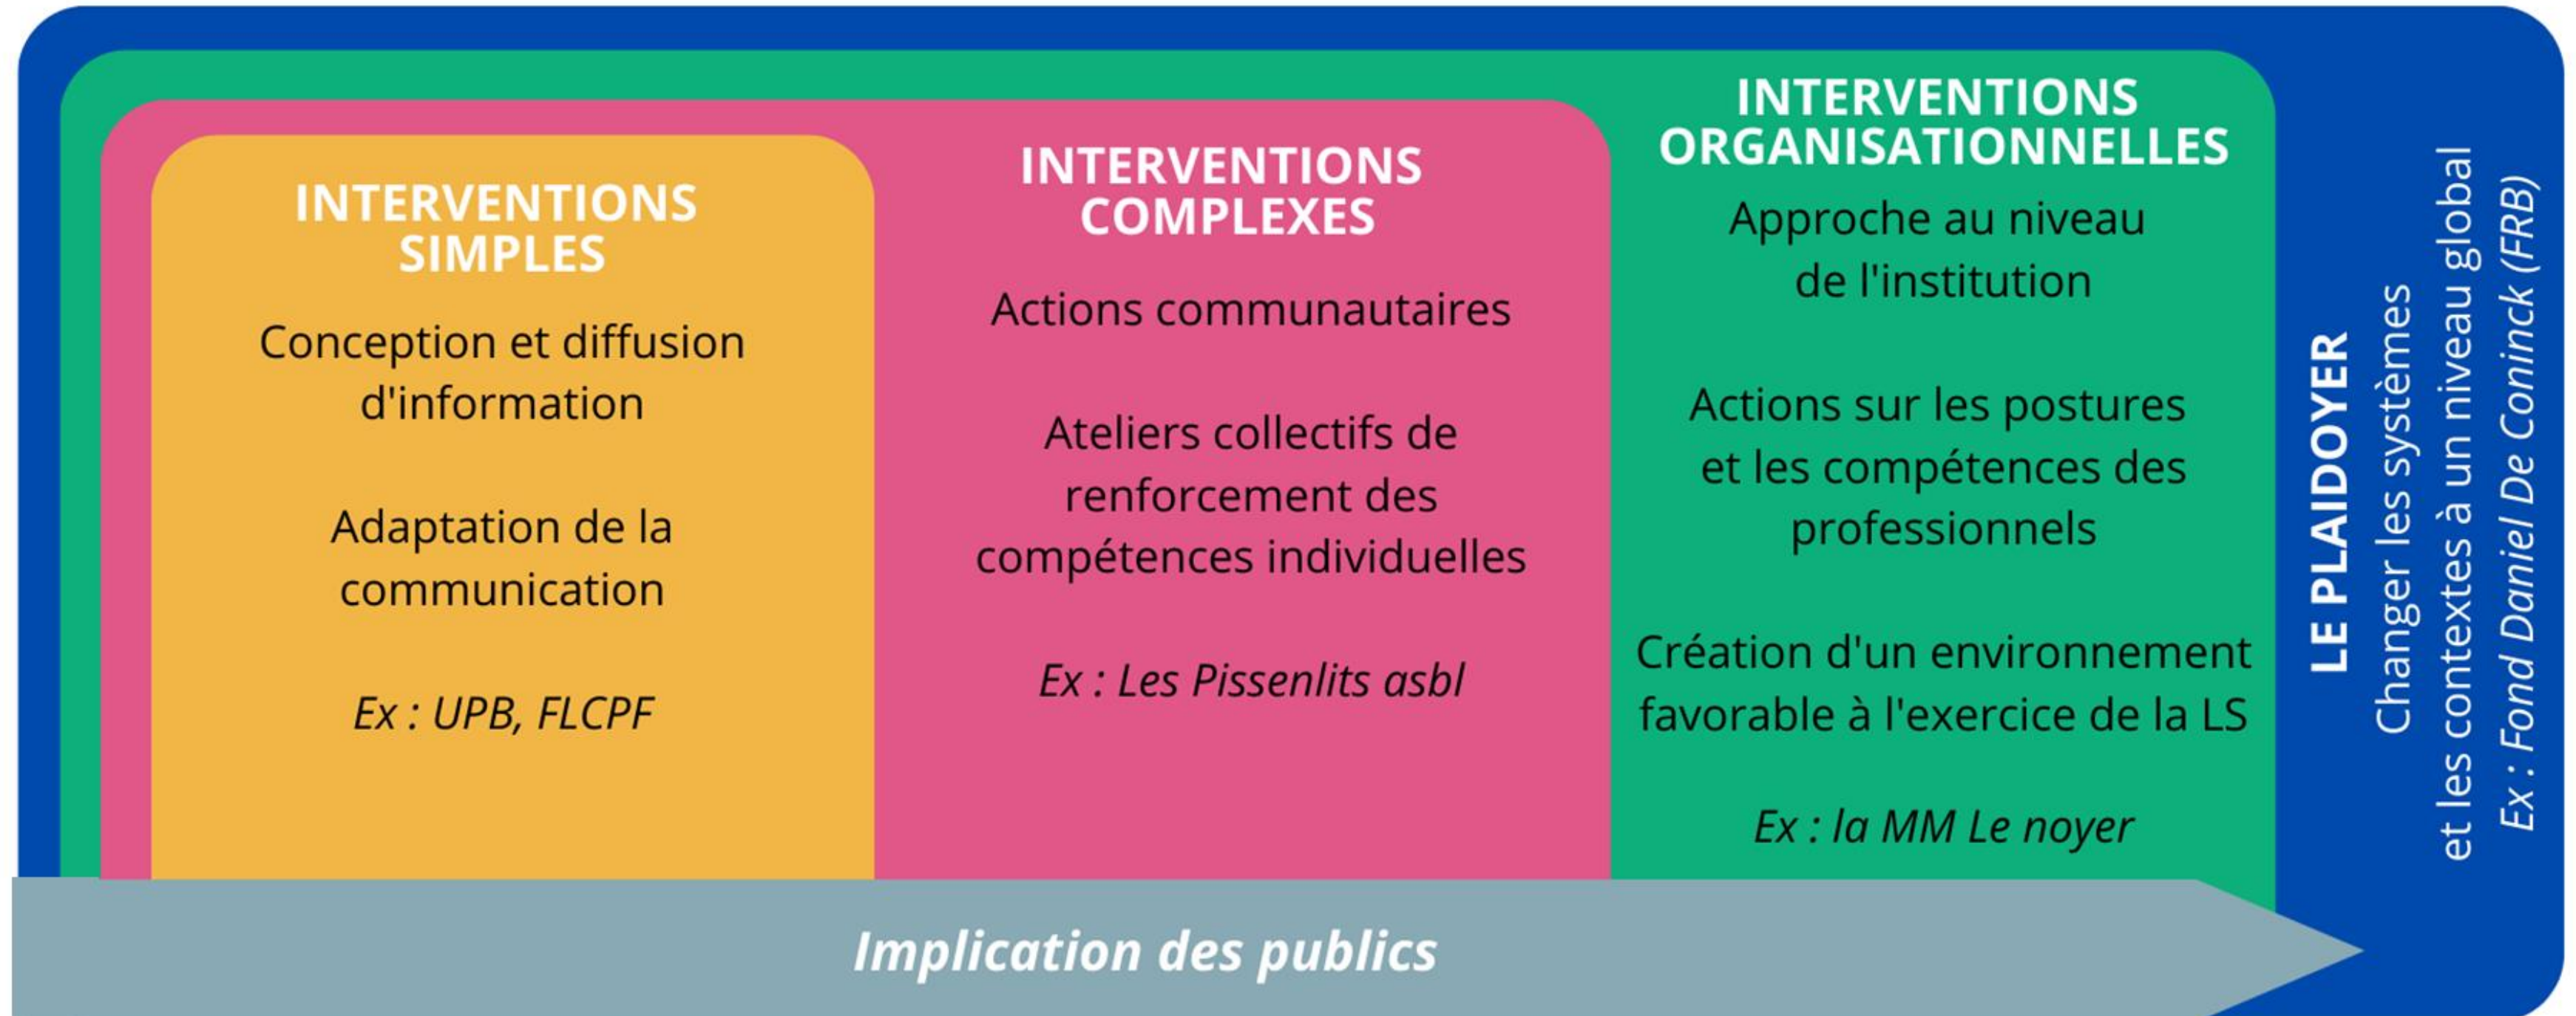 INTERVENTIONS
SIMPLES
Conception et diffusion
d'information
Adaptation de la
communication
Ex : UPB, FLCPF
INTERVENTIONS
COMPLEXES
Actions communautaires
Ateliers collectifs de
renforcement des
compétences individuelles
Ex : Les Pissenlits asbl
INTERVENTIONS
ORGANISATIONNELLES
Approche au niveau
de l'institution
Actions sur les postures
et les compétences des
professionnels
Création d'un environnement
favorable à l'exercice de la LS
Ex : la MM Le noyer
LE PLAIDOYER
Changer les systèmes
et les contextes à un niveau global
Ex : Fond Daniel De Coninck (FRB)
Implication des publics